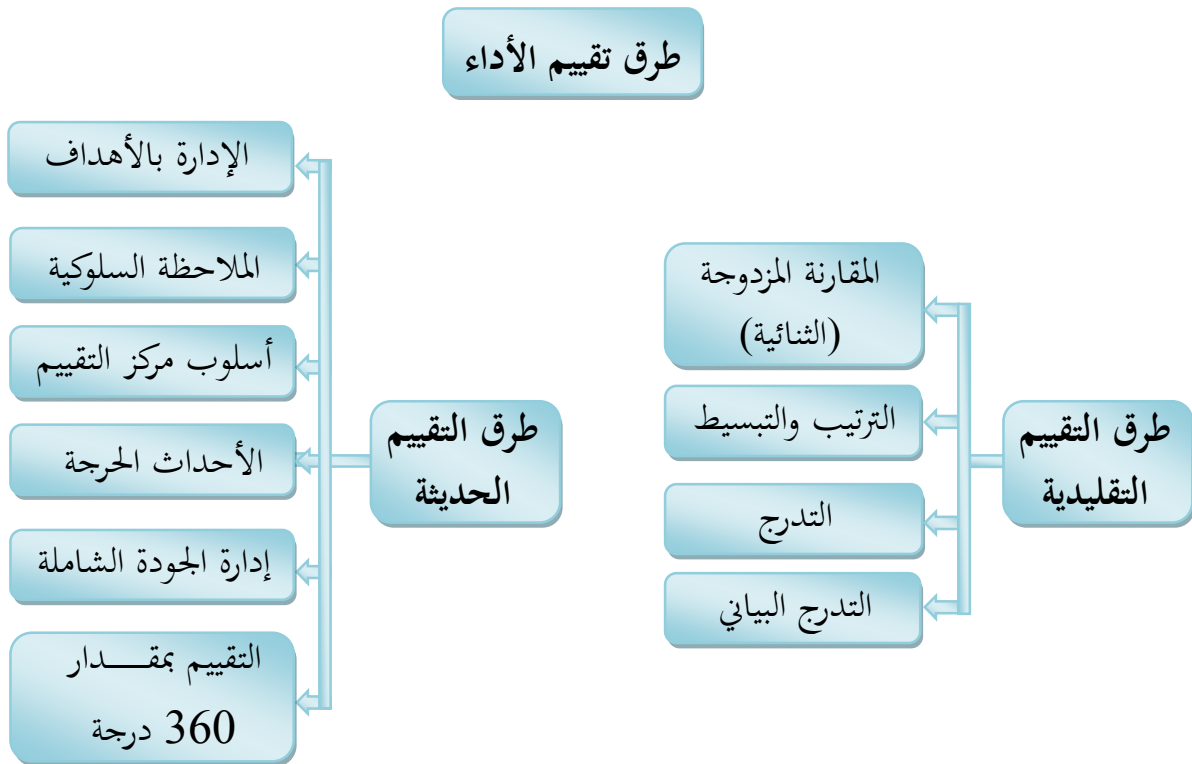 طرق تقييم الأداء
طرق التقييم
التقليدية
المقارنة المزدوجة
(الثنائية)
الترتيب والتبسيط
التدرج
التدرج البياني
طرق التقييم
الحديثة
الإدارة بالأهداف
الملاحظة السلوكية
أسلوب مركز التقييم
الأحداث الحرجة
إدارة الجودة الشاملة
التقييم بمقـــــدار
360 درجة